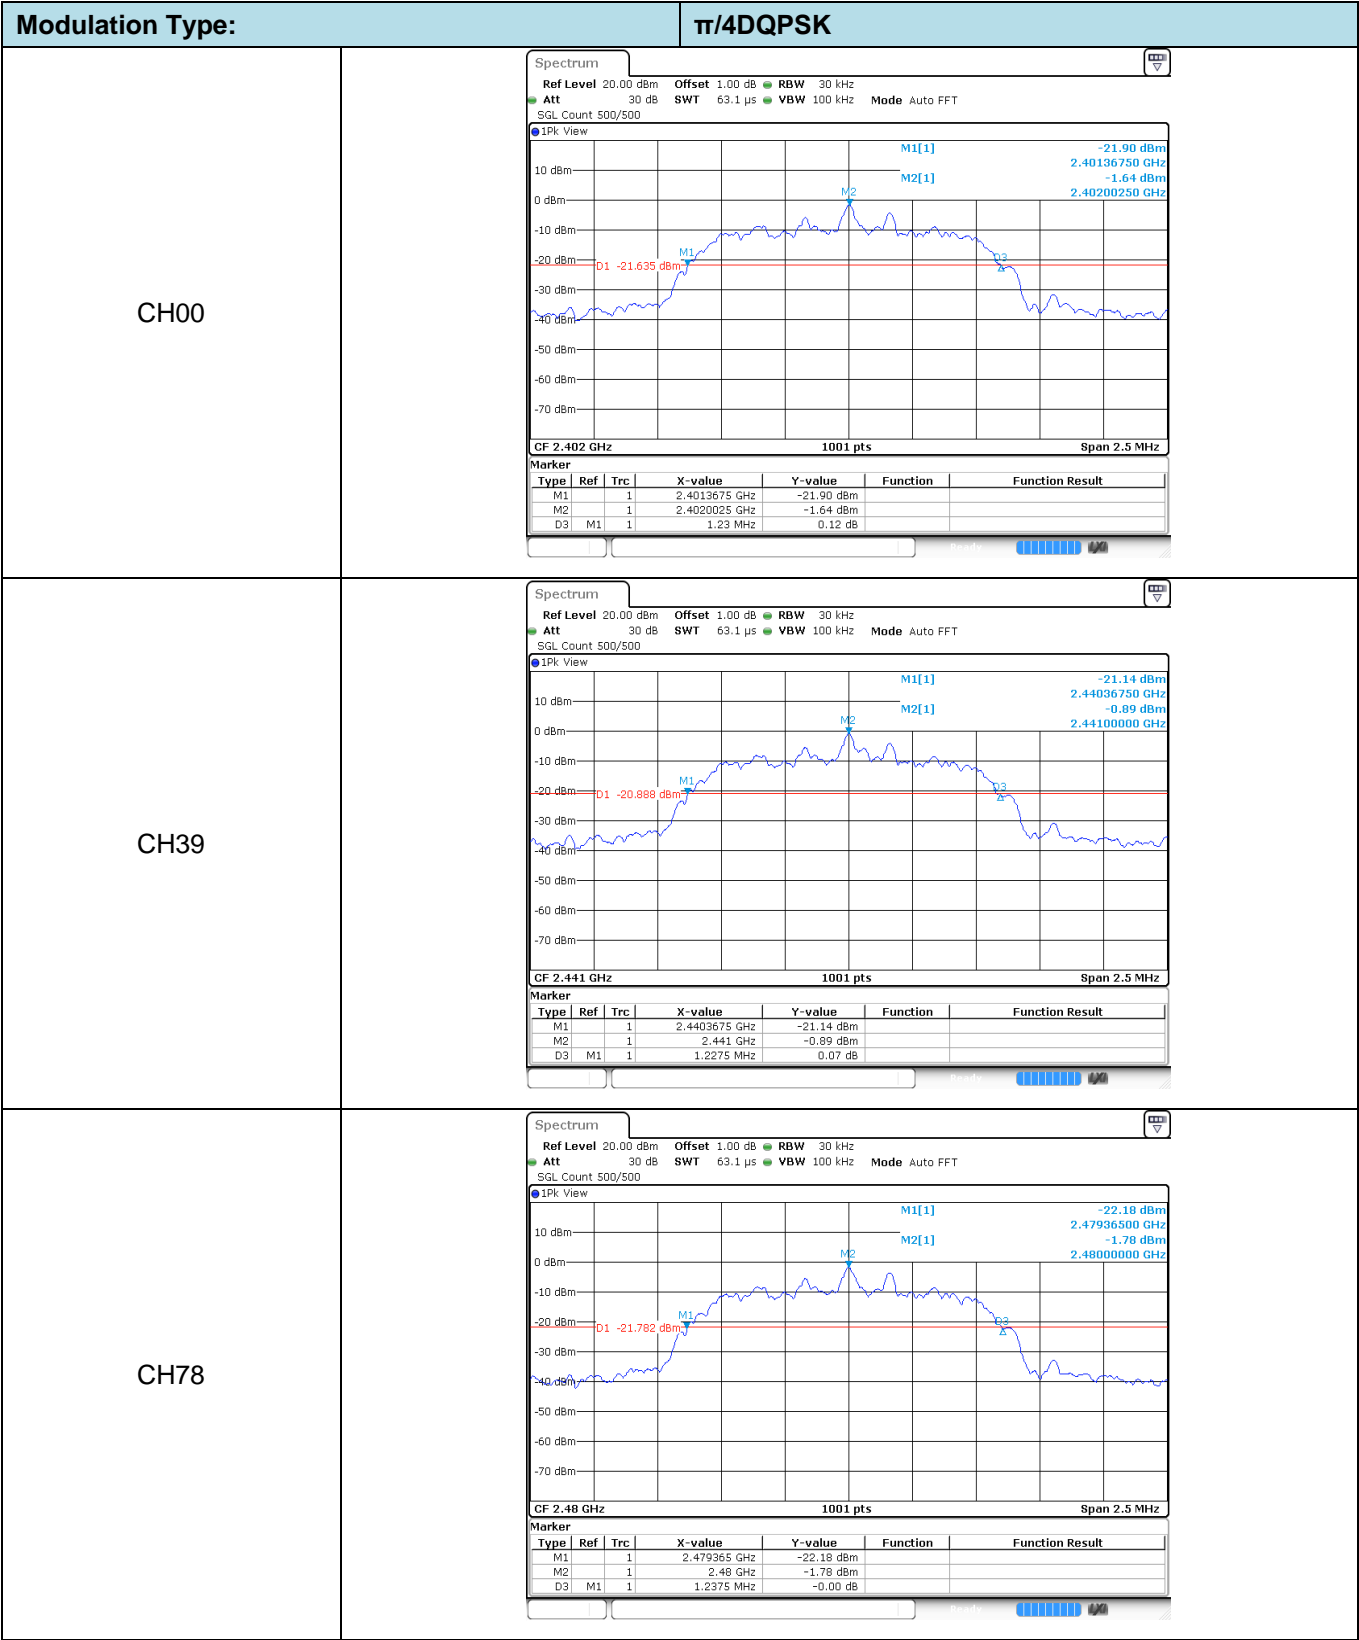 Modulation Type: π/4DQPSK
CH00
Spectrum
Ref Level 20.00 dBm Offset 1.00 dB RBW 30 kHz
Att 30 dB SWT 63.1 µs VBW 100 kHz Mode Auto FFT
SGL Count 500/500
1Pk View
M1[1] -21.90 dBm
2.40136750 GHz
M2[1] -1.64 dBm
2.40200250 GHz
10 dBm
M2
0 dBm
-10 dBm
M1
-20 dBm
D3
D1 -21.635 dBm
-30 dBm
-40 dBm
-50 dBm
-60 dBm
-70 dBm
CF 2.402 GHz 1001 pts Span 2.5 MHz
Marker
Type Ref Trc X-value Y-value Function Function Result
M1 1 2.4013675 GHz -21.90 dBm
M2 1 2.4020025 GHz -1.64 dBm
D3 M1 1 1.23 MHz 0.12 dB
Ready
CH39
Spectrum
Ref Level 20.00 dBm Offset 1.00 dB RBW 30 kHz
Att 30 dB SWT 63.1 µs VBW 100 kHz Mode Auto FFT
SGL Count 500/500
1Pk View
M1[1] -21.14 dBm
2.44036750 GHz
M2[1] -0.89 dBm
2.44100000 GHz
10 dBm
M2
0 dBm
-10 dBm
M1
-20 dBm
D3
D1 -20.888 dBm
-30 dBm
-40 dBm
-50 dBm
-60 dBm
-70 dBm
CF 2.441 GHz 1001 pts Span 2.5 MHz
Marker
Type Ref Trc X-value Y-value Function Function Result
M1 1 2.4403675 GHz -21.14 dBm
M2 1 2.441 GHz -0.89 dBm
D3 M1 1 1.2275 MHz 0.07 dB
Ready
CH78
Spectrum
Ref Level 20.00 dBm Offset 1.00 dB RBW 30 kHz
Att 30 dB SWT 63.1 µs VBW 100 kHz Mode Auto FFT
SGL Count 500/500
1Pk View
M1[1] -22.18 dBm
2.47936500 GHz
M2[1] -1.78 dBm
2.48000000 GHz
10 dBm
M2
0 dBm
-10 dBm
M1
-20 dBm
D3
D1 -21.782 dBm
-30 dBm
-40 dBm
-50 dBm
-60 dBm
-70 dBm
CF 2.48 GHz 1001 pts Span 2.5 MHz
Marker
Type Ref Trc X-value Y-value Function Function Result
M1 1 2.479365 GHz -22.18 dBm
M2 1 2.48 GHz -1.78 dBm
D3 M1 1 1.2375 MHz -0.00 dB
Ready